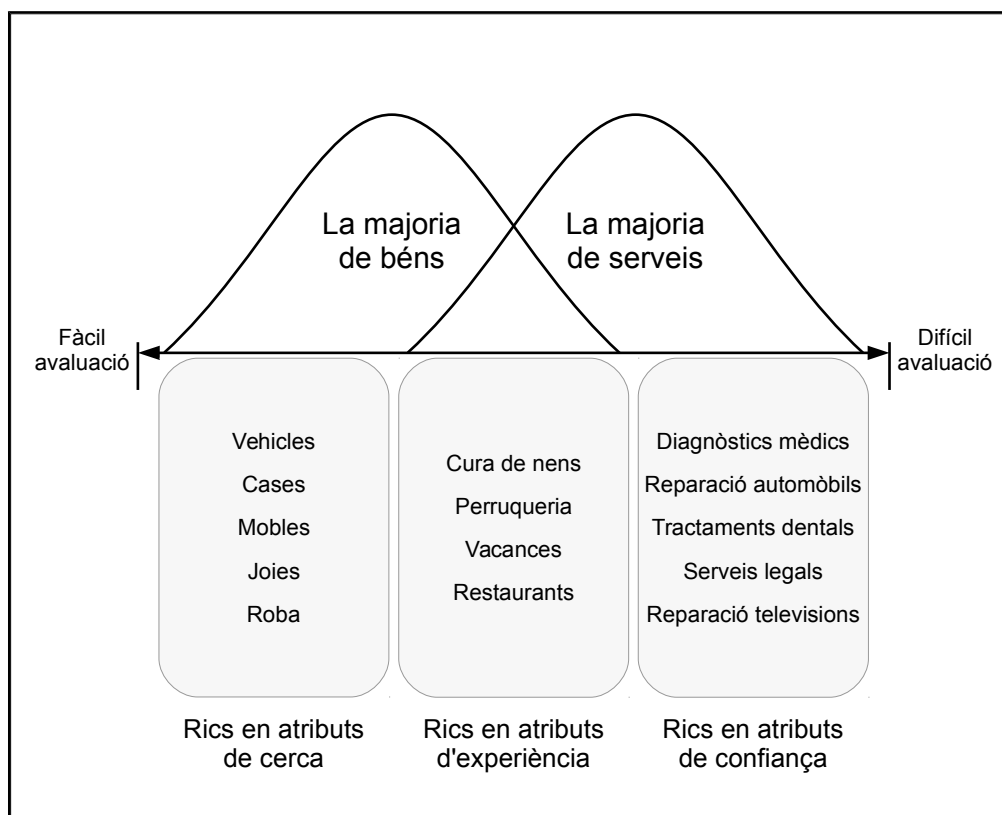 La majoria
de béns
La majoria
de serveis
Fàcil
avaluació
Difícil
avaluació
Vehicles
Cases
Mobles
Joies
Roba
Cura de nens
Perruqueria
Vacances
Restaurants
Diagnòstics mèdics
Reparació automòbils
Tractaments dentals
Serveis legals
Reparació televisions
Rics en atributs
de cerca
Rics en atributs
d'experiència
Rics en atributs
de confiança